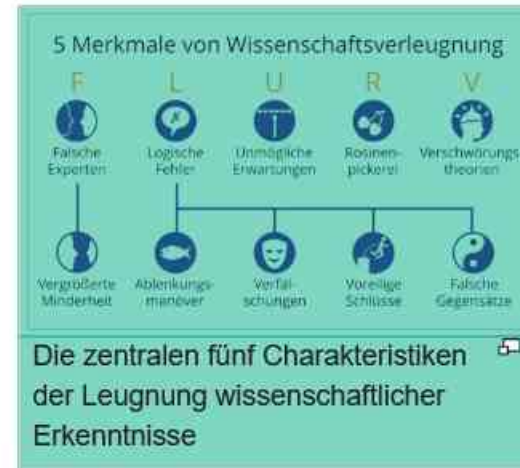 5 Merkmale von Wissenschaftsverleugnung
F L U R V
Falsche Logische Unmögliche Rosinen- Verschwörungs
Experten Fehler Erwartungen pickerei theorien
Vergrößerte Ablenkungs- Verfäl- Voreilige Falsche
Minderheit manöver schungen Schlüsse Gegensätze
Die zentralen fünf Charakteristiken
der Leugnung wissenschaftlicher
Erkenntnisse